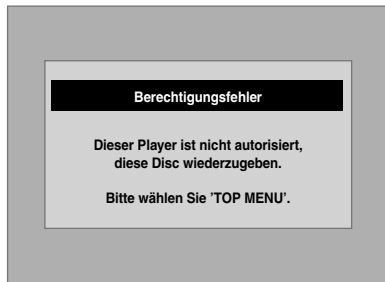 Berechtigungsfehler
Dieser Player ist nicht autorisiert,
diese Disc wiederzugeben.
Bitte wählen Sie 'TOP MENU'.